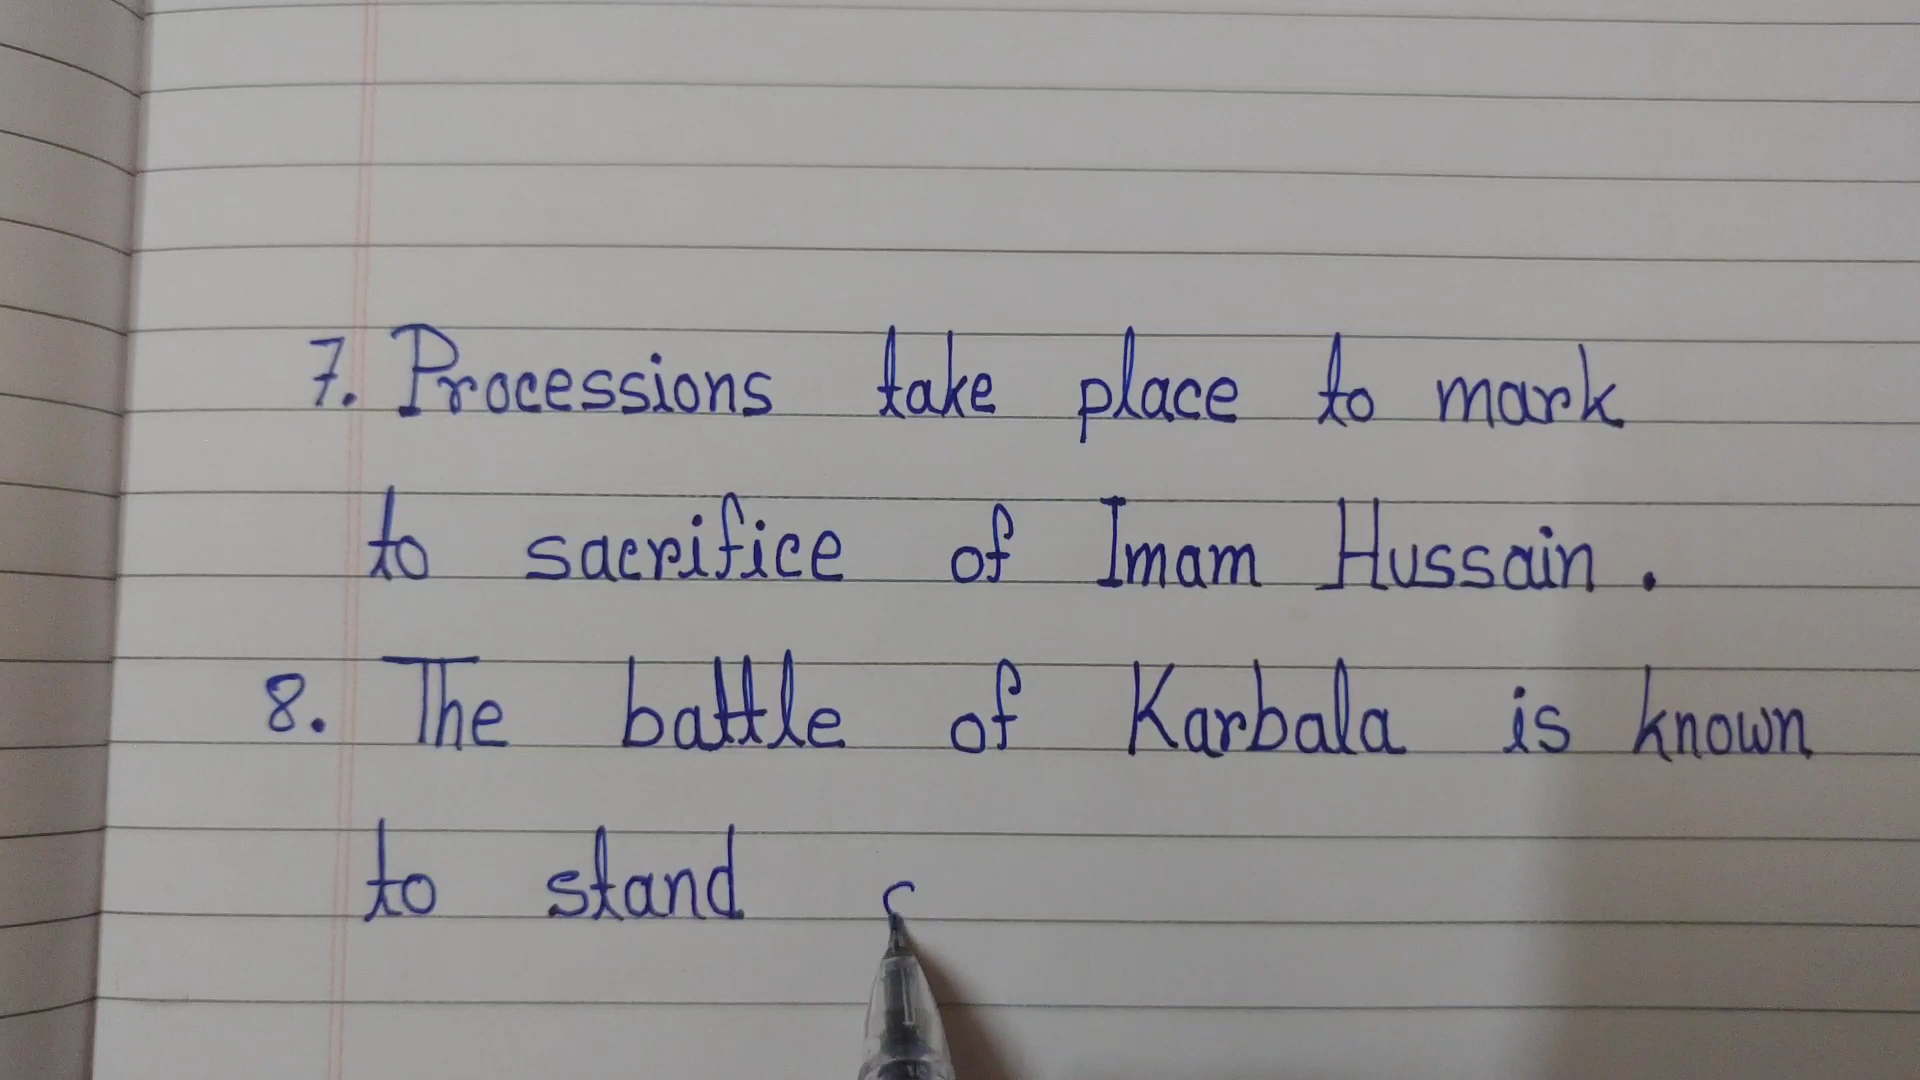 7. Processions take place to mark
to sacrifice of Imam Hussain .
8. The battle of Karbala is known
to stand